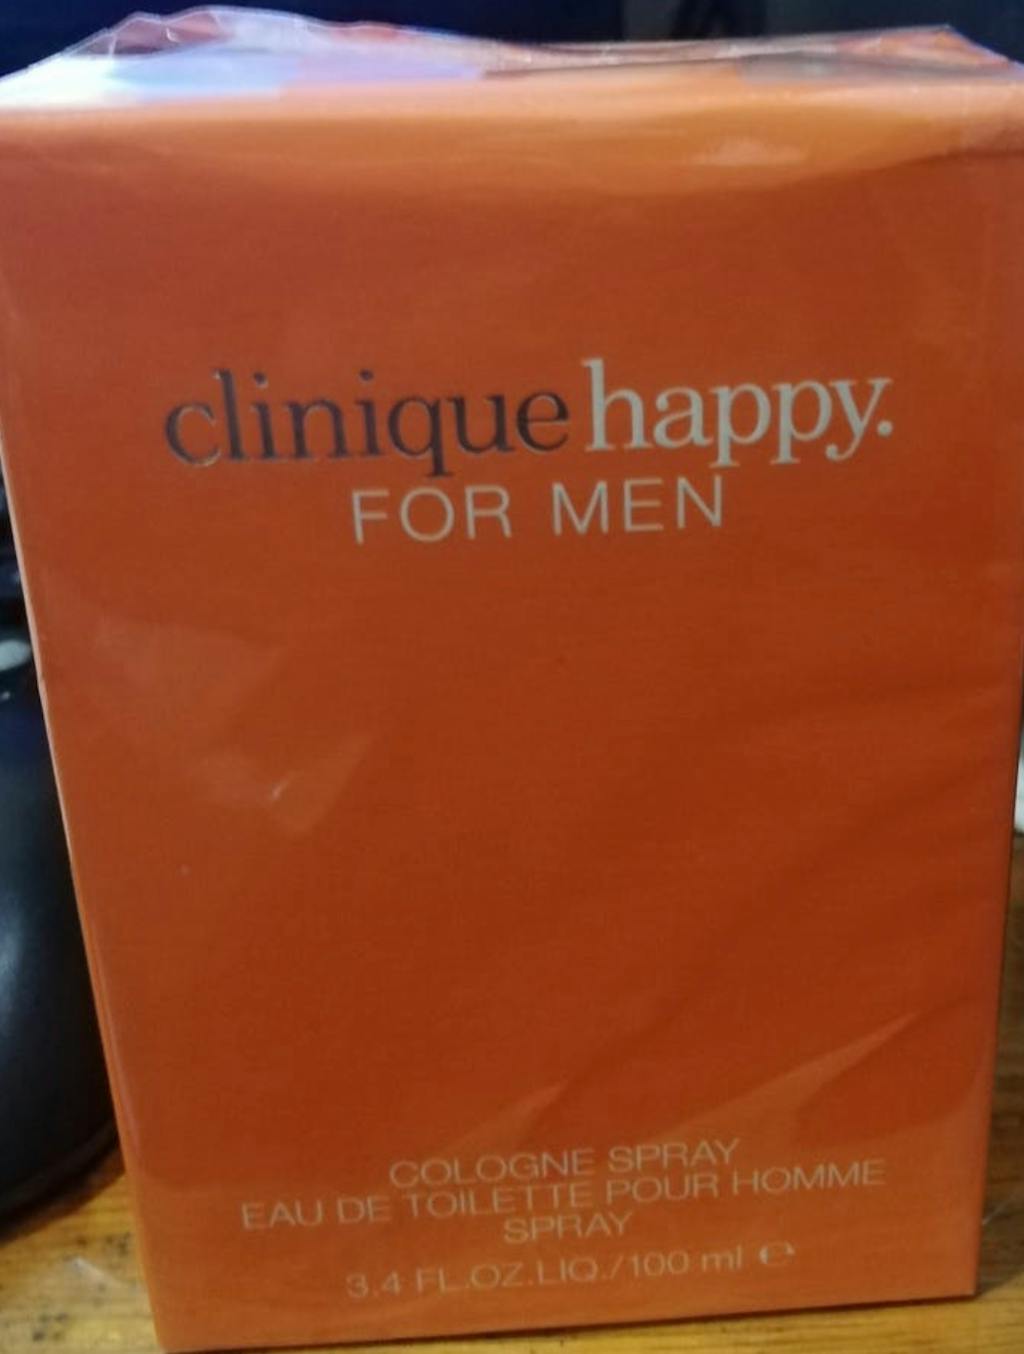 clinique happy.
FOR MEN
COLOGNE SPRAY
EAU DE TOILETTE POUR HOMME
SPRAY
3.4 FL.OZ.LIQ./100 ml ℮